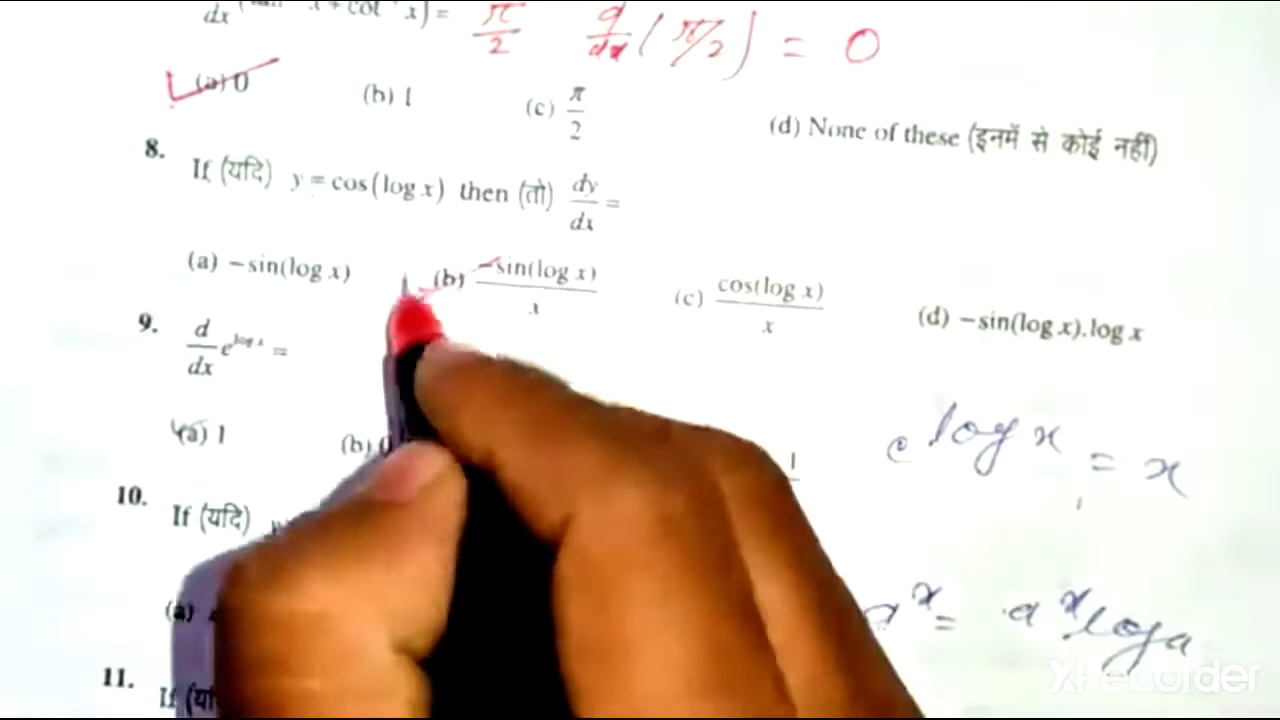 d/dx x + cot x) = π/2 d/dx (π/2) = 0
(a) 0 (b) 1 (c) π/2 (d) None of these (इनमें से कोई नहीं)
8. If (यदि) y = cos(log x) then (तो) dy/dx =
(a) −sin(log x) (b) −sin(log x)/x (c) cos(log x)/x (d) −sin(log x).log x
9. d/dx e^{log x} =
e^{log x} = x
(a) 1 (b) 1
10. If (यदि)
a^x = a^x log a
(a)
11. If
XRecorder